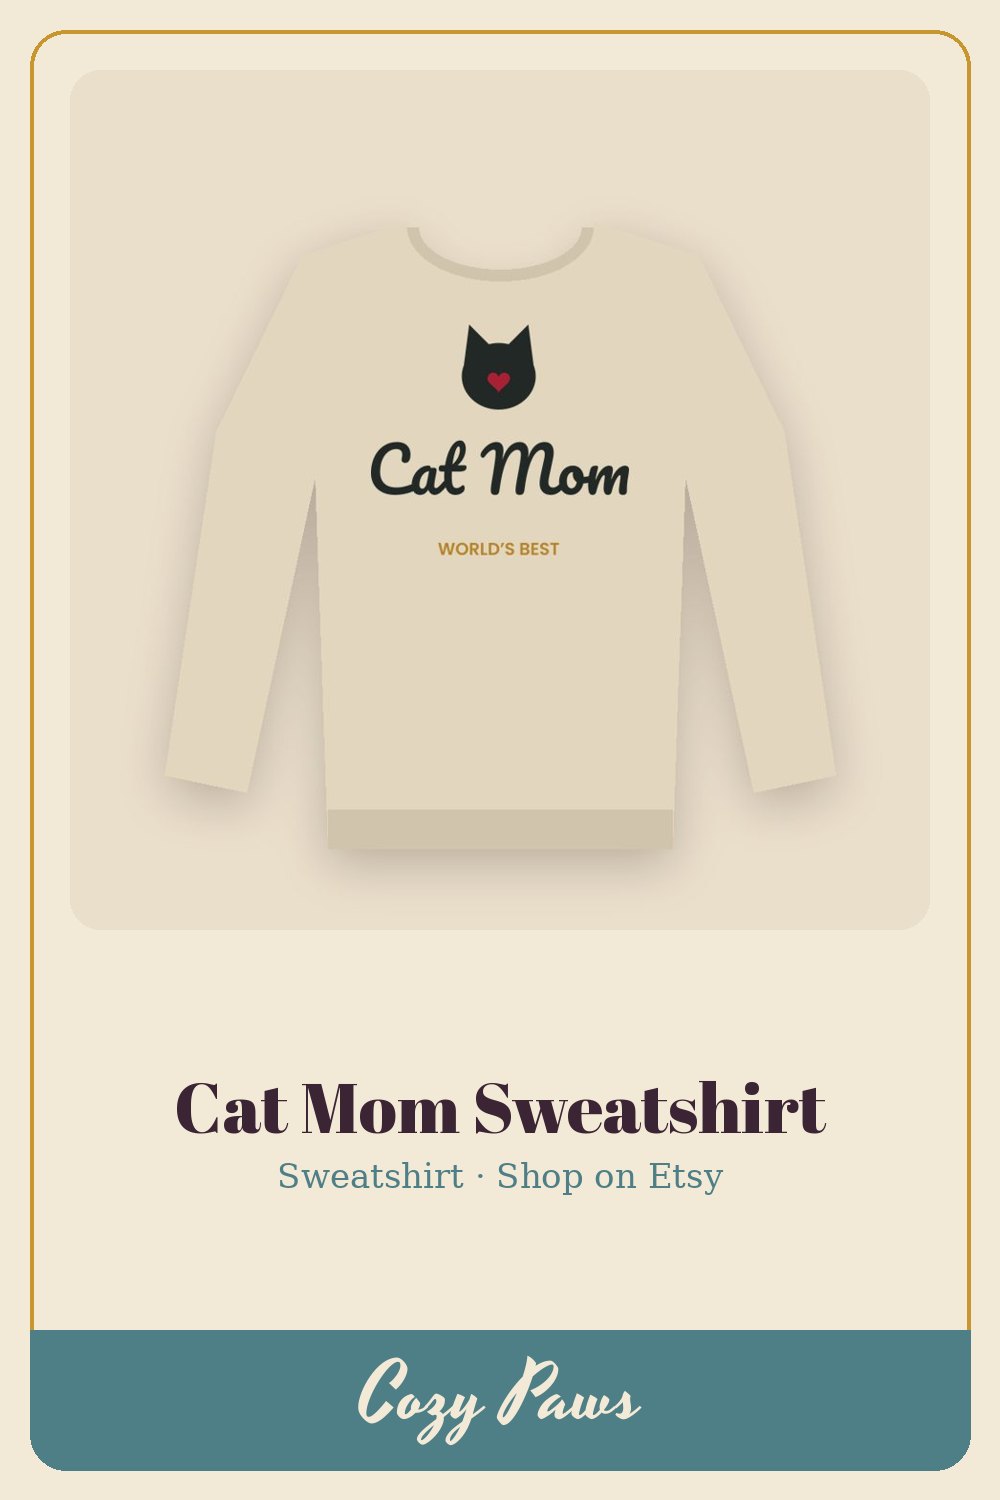 Cat Mom
WORLD’S BEST
Cat Mom Sweatshirt
Sweatshirt · Shop on Etsy
Cozy Paws